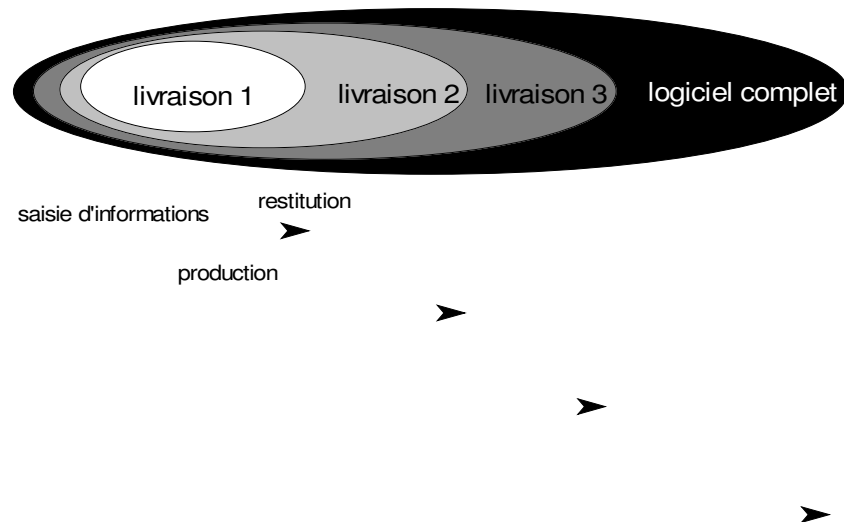 livraison 1
livraison 2
livraison 3
logiciel complet
restitution
saisie d'informations
production